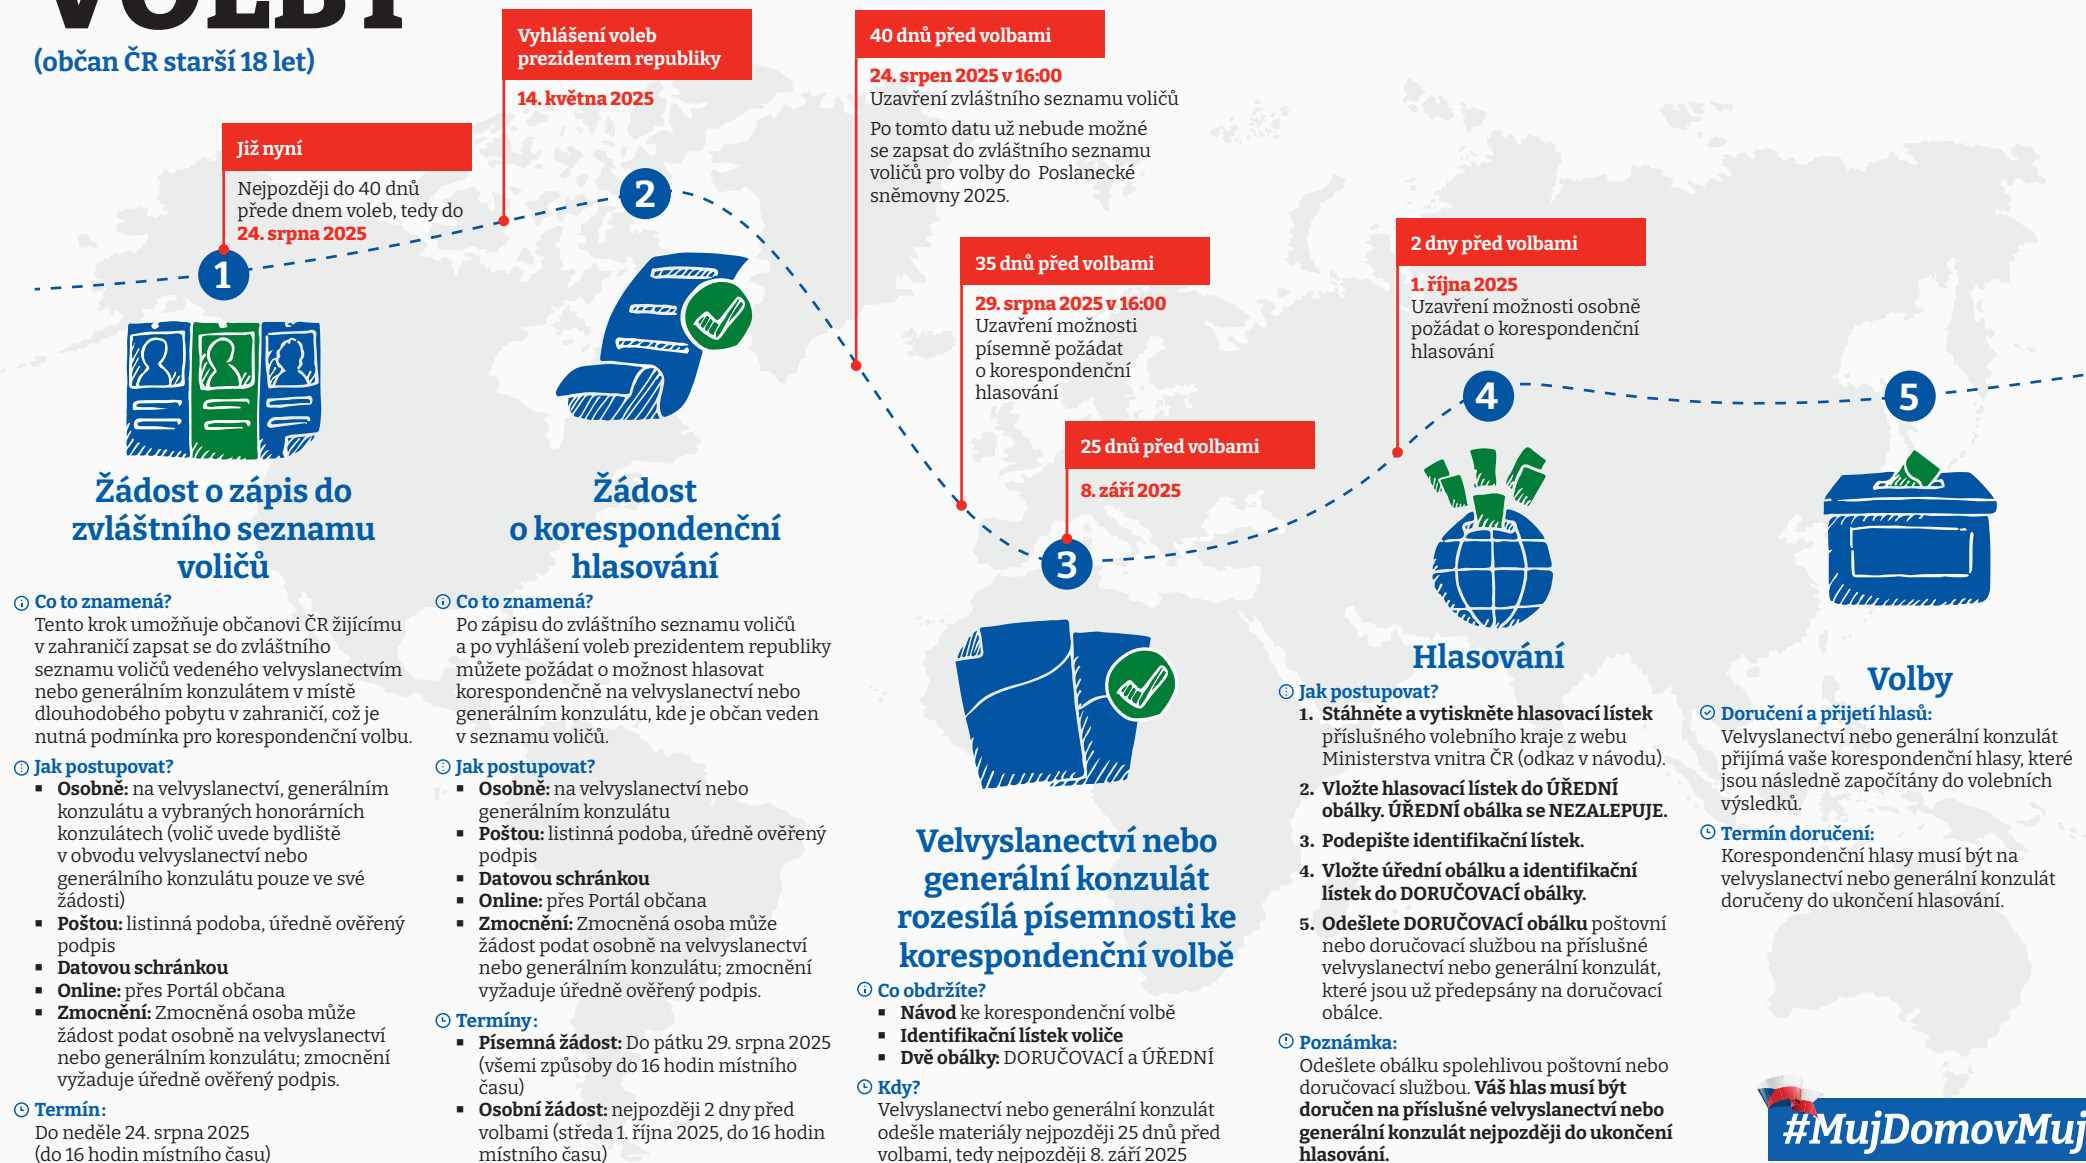 VOLBY
(občan ČR starší 18 let)
Již nyní
Nejpozději do 40 dnů
přede dnem voleb, tedy do
24. srpna 2025
Vyhlášení voleb
prezidentem republiky
14. května 2025
40 dnů před volbami
24. srpen 2025 v 16:00
Uzavření zvláštního seznamu voličů
Po tomto datu už nebude možné
se zapsat do zvláštního seznamu
voličů pro volby do Poslanecké
sněmovny 2025.
35 dnů před volbami
29. srpna 2025 v 16:00
Uzavření možnosti
písemně požádat
o korespondenční
hlasování
25 dnů před volbami
8. září 2025
2 dny před volbami
1. října 2025
Uzavření možnosti osobně
požádat o korespondenční
hlasování
1
Žádost o zápis do
zvláštního seznamu
voličů
Co to znamená?
Tento krok umožňuje občanovi ČR žijícímu
v zahraničí zapsat se do zvláštního
seznamu voličů vedeného velvyslanectvím
nebo generálním konzulátem v místě
dlouhodobého pobytu v zahraničí, což je
nutná podmínka pro korespondenční volbu.
Jak postupovat?
▪ Osobně: na velvyslanectví, generálním
konzulátu a vybraných honorárních
konzulátech (volič uvede bydliště
v obvodu velvyslanectví nebo
generálního konzulátu pouze ve své
žádosti)
▪ Poštou: listinná podoba, úředně ověřený
podpis
▪ Datovou schránkou
▪ Online: přes Portál občana
▪ Zmocnění: Zmocněná osoba může
žádost podat osobně na velvyslanectví
nebo generálním konzulátu; zmocnění
vyžaduje úředně ověřený podpis.
Termín:
Do neděle 24. srpna 2025
(do 16 hodin místního času)
2
Žádost
o korespondenční
hlasování
Co to znamená?
Po zápisu do zvláštního seznamu voličů
a po vyhlášení voleb prezidentem republiky
můžete požádat o možnost hlasovat
korespondenčně na velvyslanectví nebo
generálním konzulátu, kde je občan veden
v seznamu voličů.
Jak postupovat?
▪ Osobně: na velvyslanectví nebo
generálním konzulátu
▪ Poštou: listinná podoba, úředně ověřený
podpis
▪ Datovou schránkou
▪ Online: přes Portál občana
▪ Zmocnění: Zmocněná osoba může
žádost podat osobně na velvyslanectví
nebo generálním konzulátu; zmocnění
vyžaduje úředně ověřený podpis.
Termíny:
▪ Písemná žádost: Do pátku 29. srpna 2025
(všemi způsoby do 16 hodin místního
času)
▪ Osobní žádost: nejpozději 2 dny před
volbami (středa 1. října 2025, do 16 hodin
místního času)
3
Velvyslanectví nebo
generální konzulát
rozesílá písemnosti ke
korespondenční volbě
Co obdržíte?
▪ Návod ke korespondenční volbě
▪ Identifikační lístek voliče
▪ Dvě obálky: DORUČOVACÍ a ÚŘEDNÍ
Kdy?
Velvyslanectví nebo generální konzulát
odešle materiály nejpozději 25 dnů před
volbami, tedy nejpozději 8. září 2025
4
Hlasování
Jak postupovat?
1. Stáhněte a vytiskněte hlasovací lístek
příslušného volebního kraje z webu
Ministerstva vnitra ČR (odkaz v návodu).
2. Vložte hlasovací lístek do ÚŘEDNÍ
obálky. ÚŘEDNÍ obálka se NEZALEPUJE.
3. Podepište identifikační lístek.
4. Vložte úřední obálku a identifikační
lístek do DORUČOVACÍ obálky.
5. Odešlete DORUČOVACÍ obálku poštovní
nebo doručovací službou na příslušné
velvyslanectví nebo generální konzulát,
které jsou už předepsány na doručovací
obálce.
Poznámka:
Odešlete obálku spolehlivou poštovní nebo
doručovací službou. Váš hlas musí být
doručen na příslušné velvyslanectví nebo
generální konzulát nejpozději do ukončení
hlasování.
5
Volby
Doručení a přijetí hlasů:
Velvyslanectví nebo generální konzulát
přijímá vaše korespondenční hlasy, které
jsou následně započítány do volebních
výsledků.
Termín doručení:
Korespondenční hlasy musí být na
velvyslanectví nebo generální konzulát
doručeny do ukončení hlasování.
#MujDomovMuj